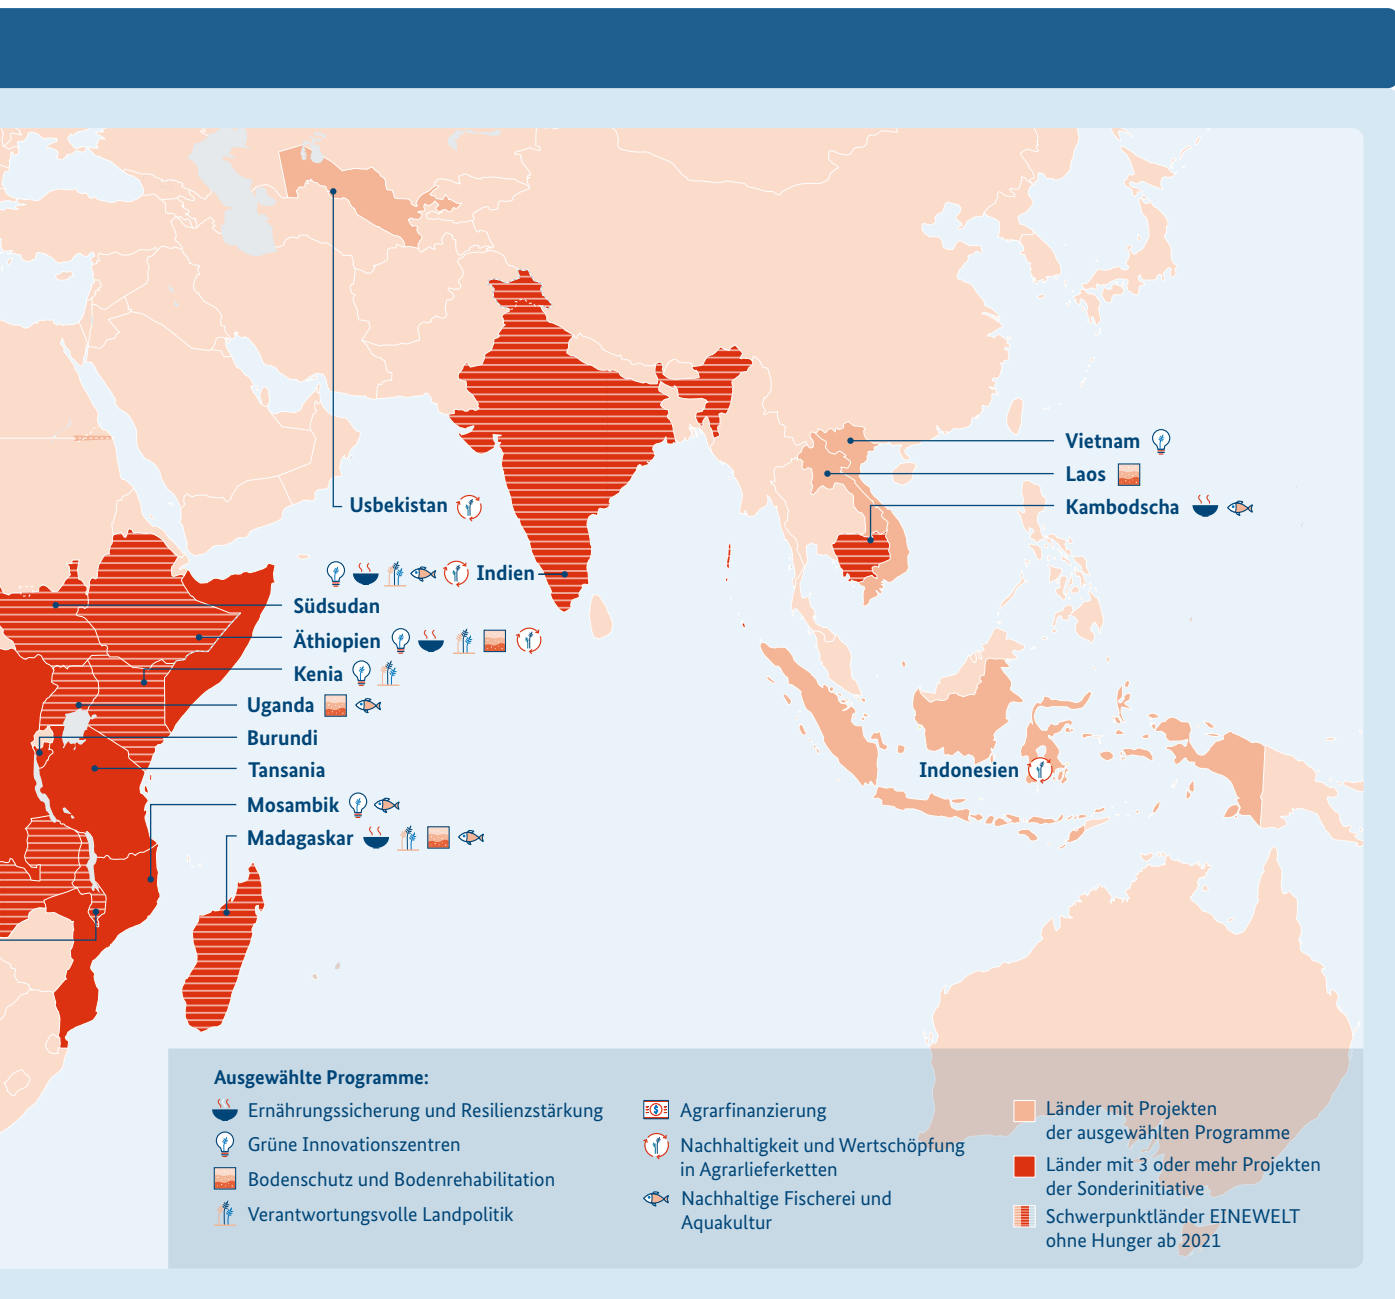 Vietnam
Laos
Kambodscha
Usbekistan
Indien
Südsudan
Äthiopien
Kenia
Uganda
Burundi
Tansania
Indonesien
Mosambik
Madagaskar
Ausgewählte Programme:
Ernährungssicherung und Resilienzstärkung
Grüne Innovationszentren
Bodenschutz und Bodenrehabilitation
Verantwortungsvolle Landpolitik
Agrarfinanzierung
Nachhaltigkeit und Wertschöpfung
in Agrarlieferketten
Nachhaltige Fischerei und
Aquakultur
Länder mit Projekten
der ausgewählten Programme
Länder mit 3 oder mehr Projekten
der Sonderinitiative
Schwerpunktländer EINEWELT
ohne Hunger ab 2021